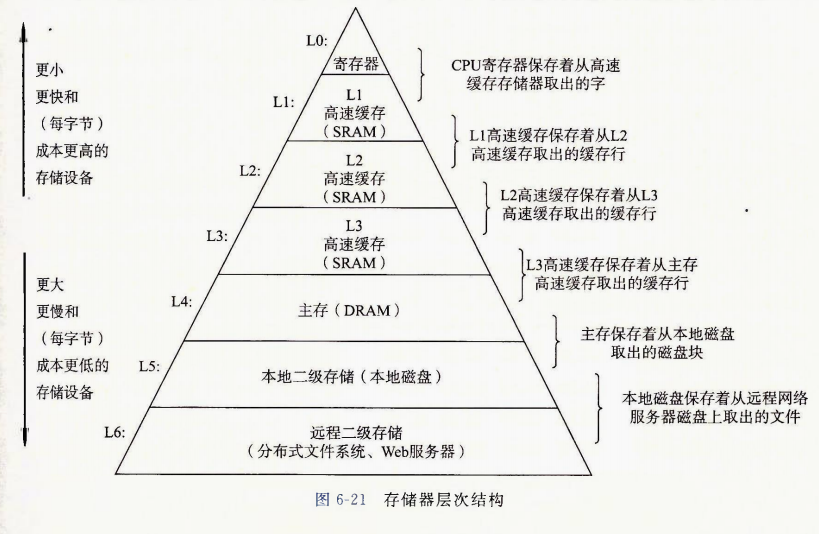 更小
更快和
（每字节）
成本更高的
存储设备
更大
更慢和
（每字节）
成本更低的
存储设备
L0:
寄存器
L1:
L1
高速缓存
（SRAM）
L2:
L2
高速缓存
（SRAM）
L3:
L3
高速缓存
（SRAM）
L4:
主存（DRAM）
L5:
本地二级存储（本地磁盘）
L6:
远程二级存储
（分布式文件系统、Web服务器）
CPU寄存器保存着从高速
缓存存储器取出的字
L1高速缓存保存着从L2
高速缓存取出的缓存行
L2高速缓存保存着从L3
高速缓存取出的缓存行
L3高速缓存保存着从主存
高速缓存取出的缓存行
主存保存着从本地磁盘
取出的磁盘块
本地磁盘保存着从远程网络
服务器磁盘上取出的文件
图 6-21 存储器层次结构